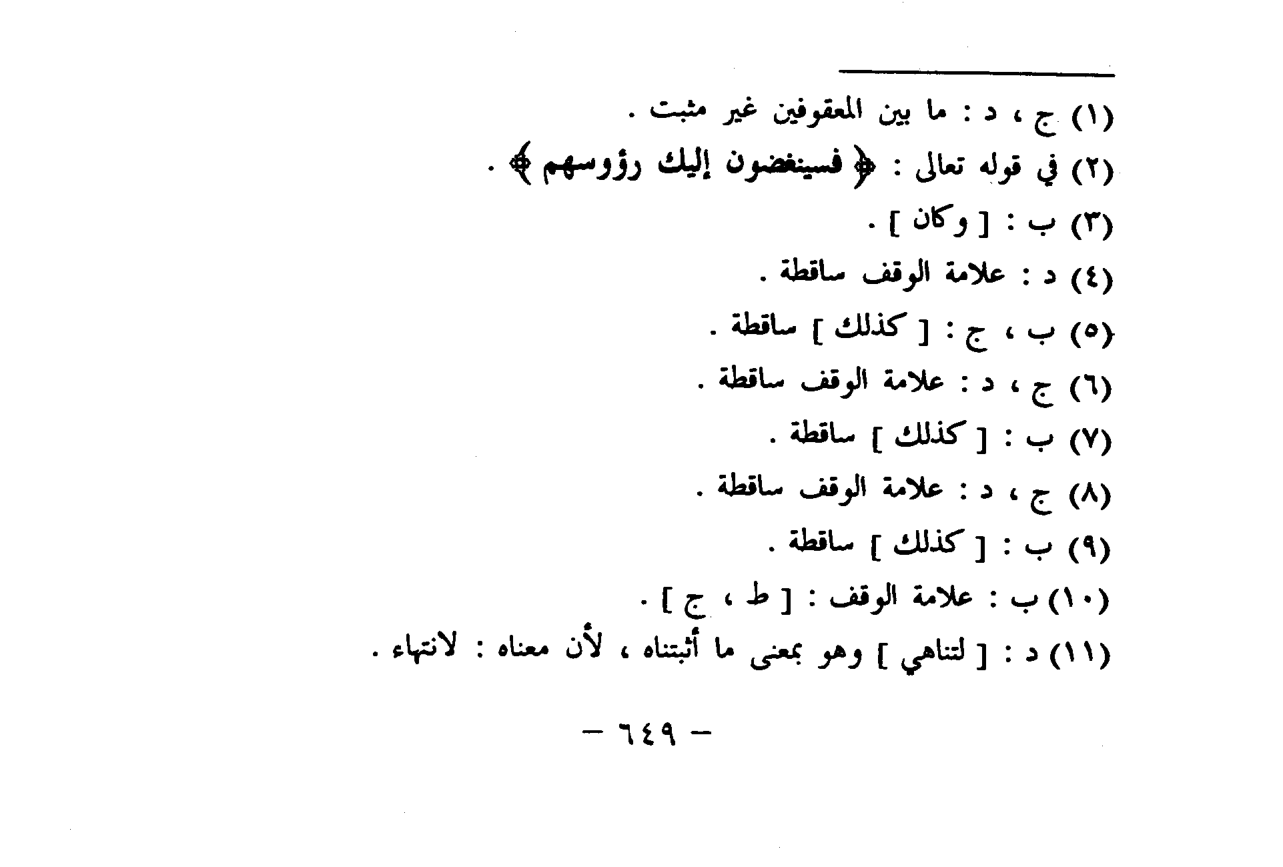 (١) ج ، د : ما بين المعقوفين غير مثبت .
(٢) في قوله تعالى : ﴿ فسينغضون إليك رؤوسهم ﴾ .
(٣) ب : [ وكان ] .
(٤) د : علامة الوقف ساقطة .
(٥) ب ، ج : [ كذلك ] ساقطة .
(٦) ج ، د : علامة الوقف ساقطة .
(٧) ب : [ كذلك ] ساقطة .
(٨) ج ، د : علامة الوقف ساقطة .
(٩) ب : [ كذلك ] ساقطة .
(١٠) ب : علامة الوقف : [ ط ، ج ] .
(١١) د : [ لتناهي ] وهو بمعنى ما أثبتناه ، لأن معناه : لانتهاء .
– ٦٤٩ –